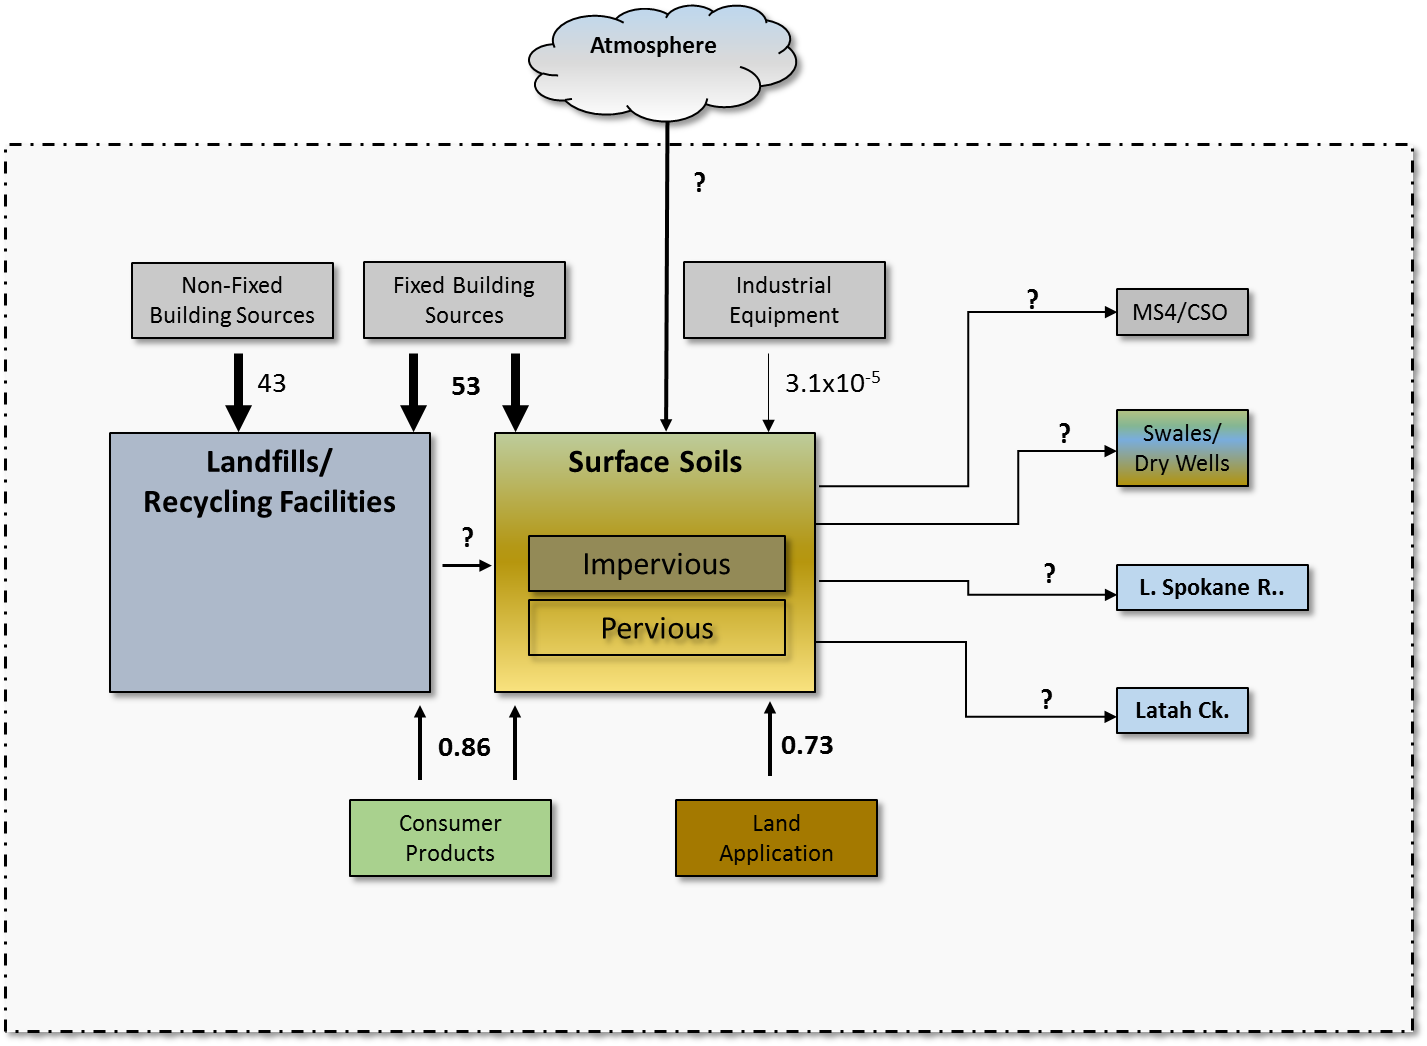 Atmosphere
?
Non-Fixed
Building Sources
Fixed Building
Sources
Industrial
Equipment
43
53
3.1x10⁻⁵
Landfills/
Recycling Facilities
?
Surface Soils
Impervious
Pervious
?
MS4/CSO
?
Swales/
Dry Wells
?
L. Spokane R..
?
Latah Ck.
0.86
0.73
Consumer
Products
Land
Application